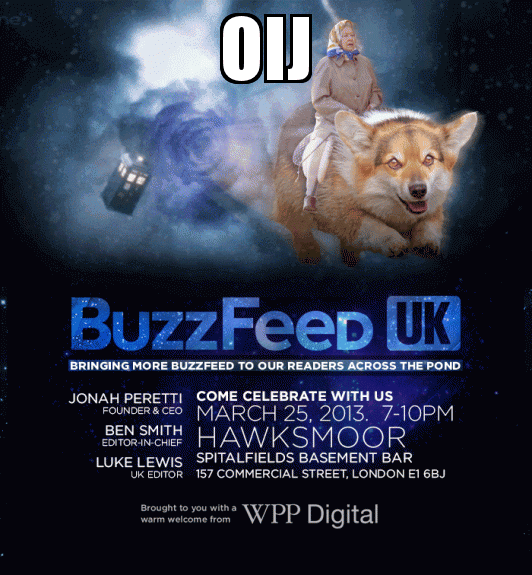 OIJ
BUZZFEED UK
BRINGING MORE BUZZFEED TO OUR READERS ACROSS THE POND
JONAH PERETTI
FOUNDER & CEO
BEN SMITH
EDITOR-IN-CHIEF
LUKE LEWIS
UK EDITOR
COME CELEBRATE WITH US
MARCH 25, 2013. 7-10PM
HAWKSMOOR
SPITALFIELDS BASEMENT BAR
157 COMMERCIAL STREET, LONDON E1 6BJ
Brought to you with a
warm welcome from
WPP Digital